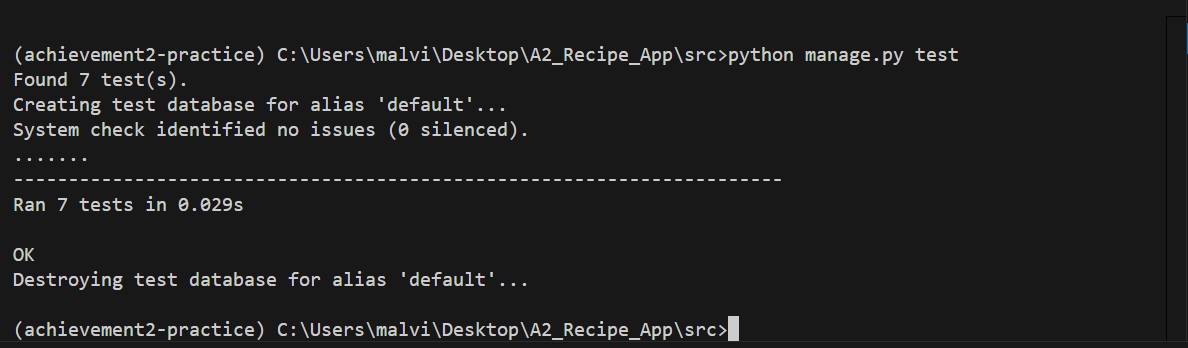 (achievement2-practice) C:\Users\malvi\Desktop\A2_Recipe_App\src>python manage.py test
Found 7 test(s).
Creating test database for alias 'default'...
System check identified no issues (0 silenced).
.......
----------------------------------------------------------------------
Ran 7 tests in 0.029s
OK
Destroying test database for alias 'default'...
(achievement2-practice) C:\Users\malvi\Desktop\A2_Recipe_App\src>